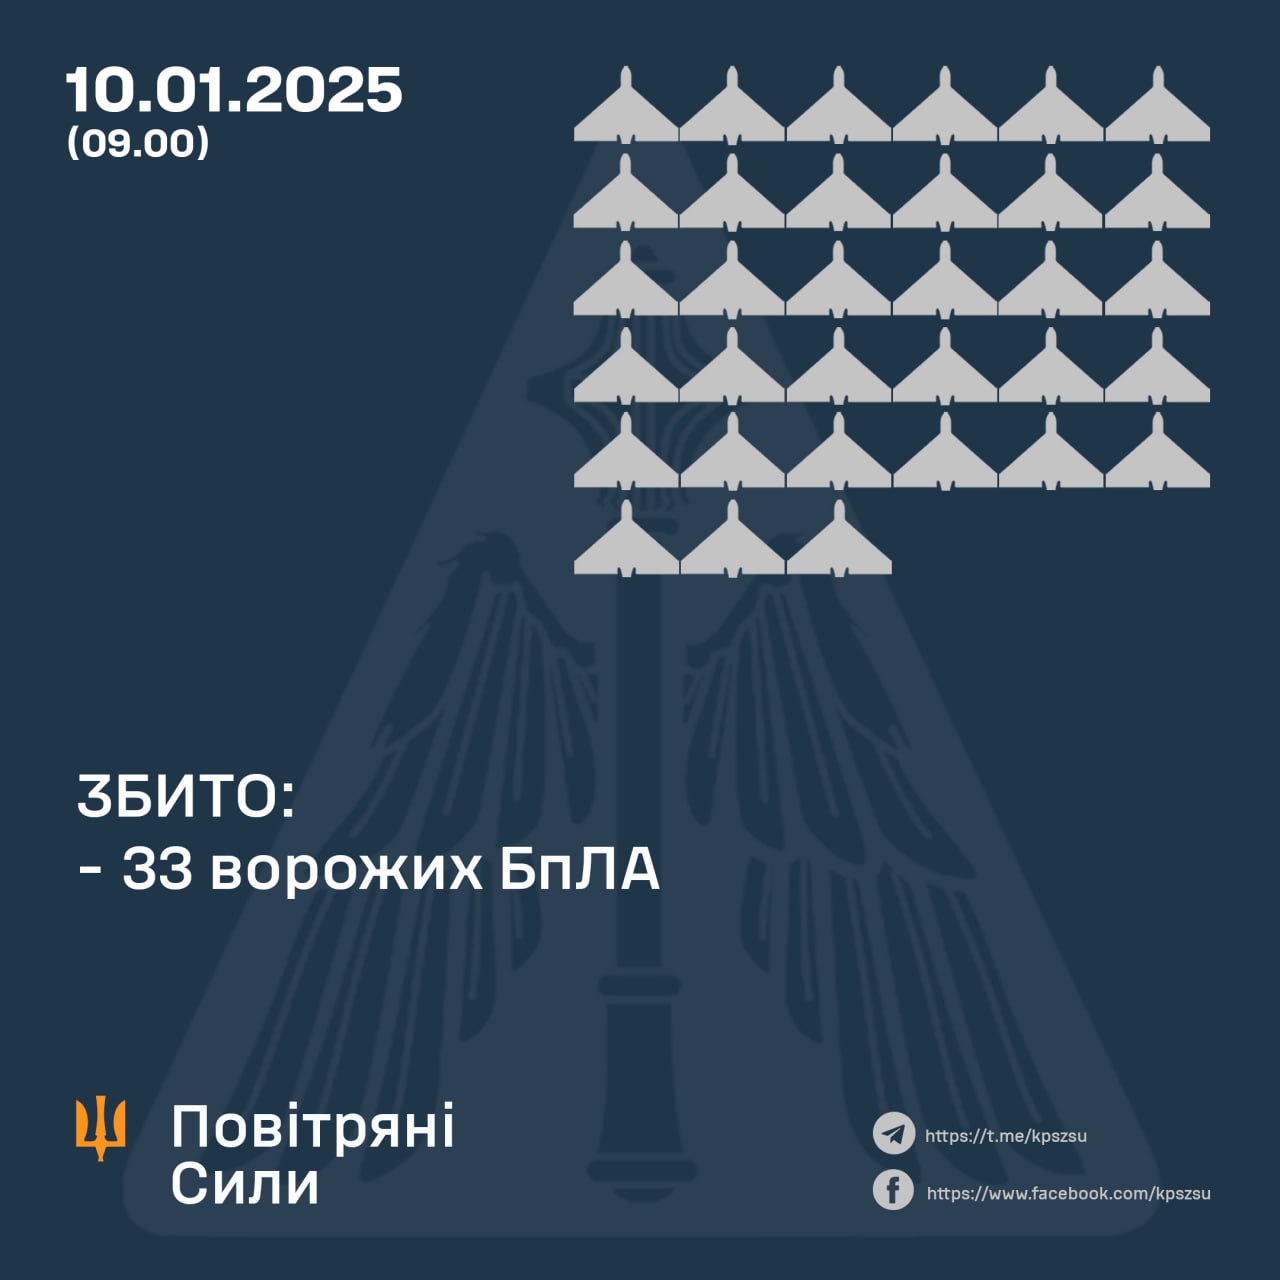 10.01.2025
(09.00)
ЗБИТО:
- 33 ворожих БпЛА
Повітряні
Сили
https://t.me/kpszsu
https://www.facebook.com/kpszsu